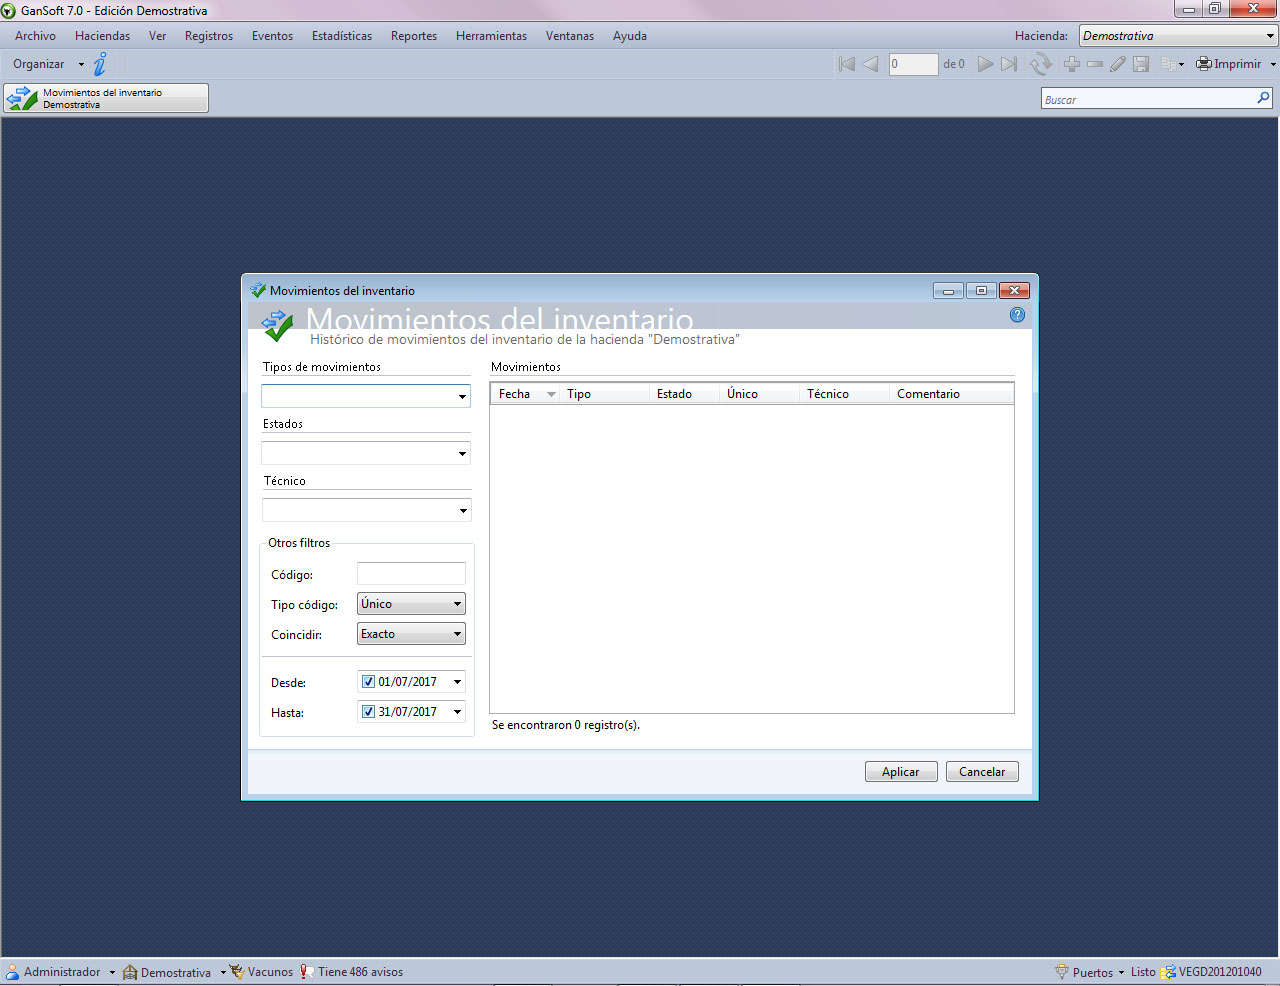 GanSoft 7.0 - Edición Demostrativa
Archivo Haciendas Ver Registros Eventos Estadísticas Reportes Herramientas Ventanas Ayuda Hacienda: Demostrativa
Organizar 0 de 0 Imprimir
Movimientos del inventario
Demostrativa
Buscar
Movimientos del inventario
Movimientos del inventario
Histórico de movimientos del inventario de la hacienda "Demostrativa"
Tipos de movimientos
Estados
Técnico
Otros filtros
Código:
Tipo código: Único
Coincidir: Exacto
Desde: 01/07/2017
Hasta: 31/07/2017
Movimientos
Fecha Tipo Estado Único Técnico Comentario
Se encontraron 0 registro(s).
Aplicar Cancelar
Administrador Demostrativa Vacunos Tiene 486 avisos Puertos Listo VEGD201201040